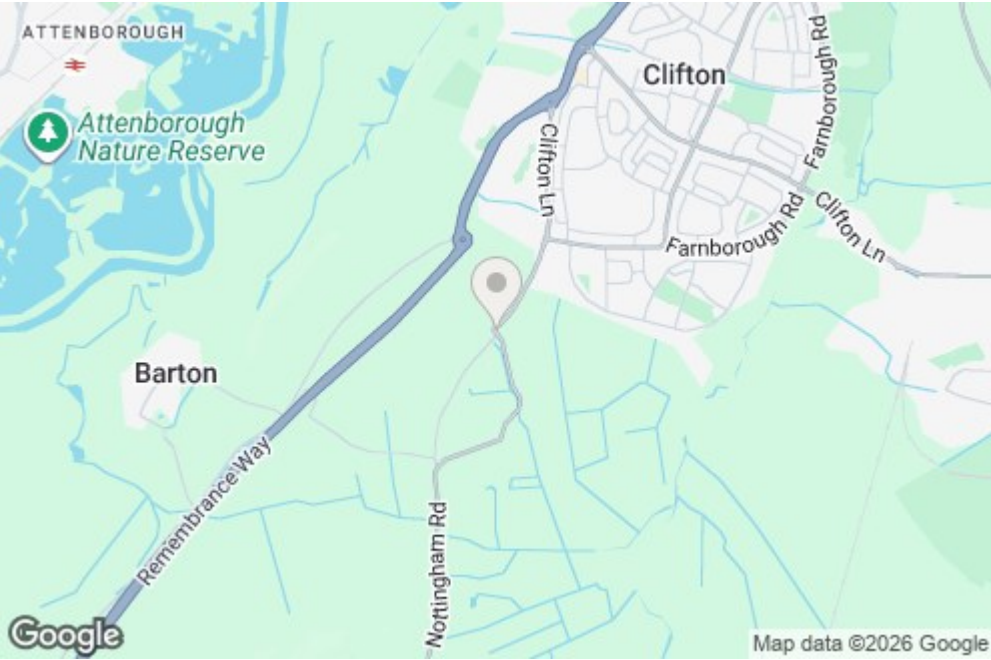 ATTENBOROUGH
Clifton
Farnborough Rd
Attenborough
Nature Reserve
Clifton Ln
Farnborough Rd
Clifton Ln
Barton
Remembrance Way
Nottingham Rd
Google
Map data ©2026 Google